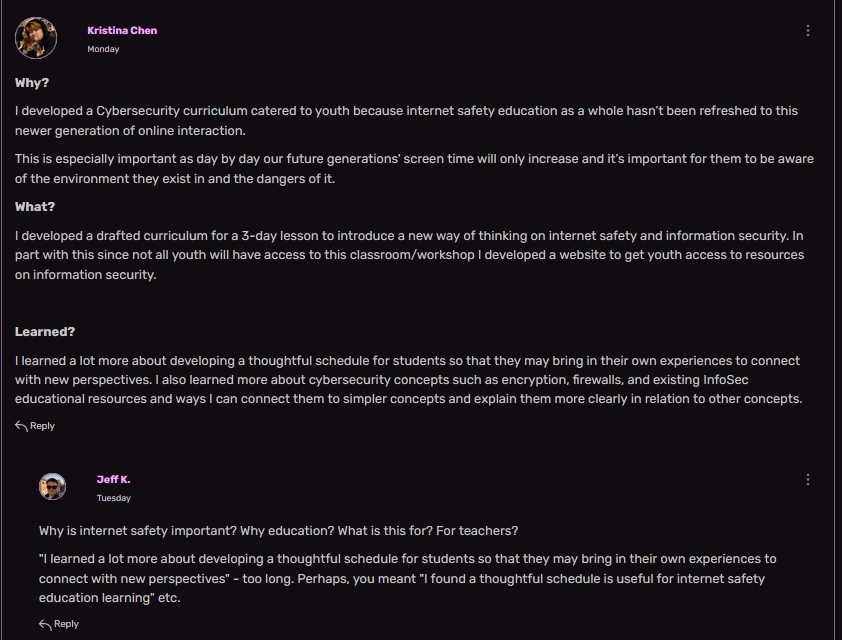 Kristina Chen
Monday
Why?
I developed a Cybersecurity curriculum catered to youth because internet safety education as a whole hasn't been refreshed to this
newer generation of online interaction.
This is especially important as day by day our future generations' screen time will only increase and it's important for them to be aware
of the environment they exist in and the dangers of it.
What?
I developed a drafted curriculum for a 3-day lesson to introduce a new way of thinking on internet safety and information security. In
part with this since not all youth will have access to this classroom/workshop I developed a website to get youth access to resources
on information security.
Learned?
I learned a lot more about developing a thoughtful schedule for students so that they may bring in their own experiences to connect
with new perspectives. I also learned more about cybersecurity concepts such as encryption, firewalls, and existing InfoSec
educational resources and ways I can connect them to simpler concepts and explain them more clearly in relation to other concepts.
Reply
Jeff K.
Tuesday
Why is internet safety important? Why education? What is this for? For teachers?
"I learned a lot more about developing a thoughtful schedule for students so that they may bring in their own experiences to
connect with new perspectives" - too long. Perhaps, you meant "I found a thoughtful schedule is useful for internet safety
education learning" etc.
Reply